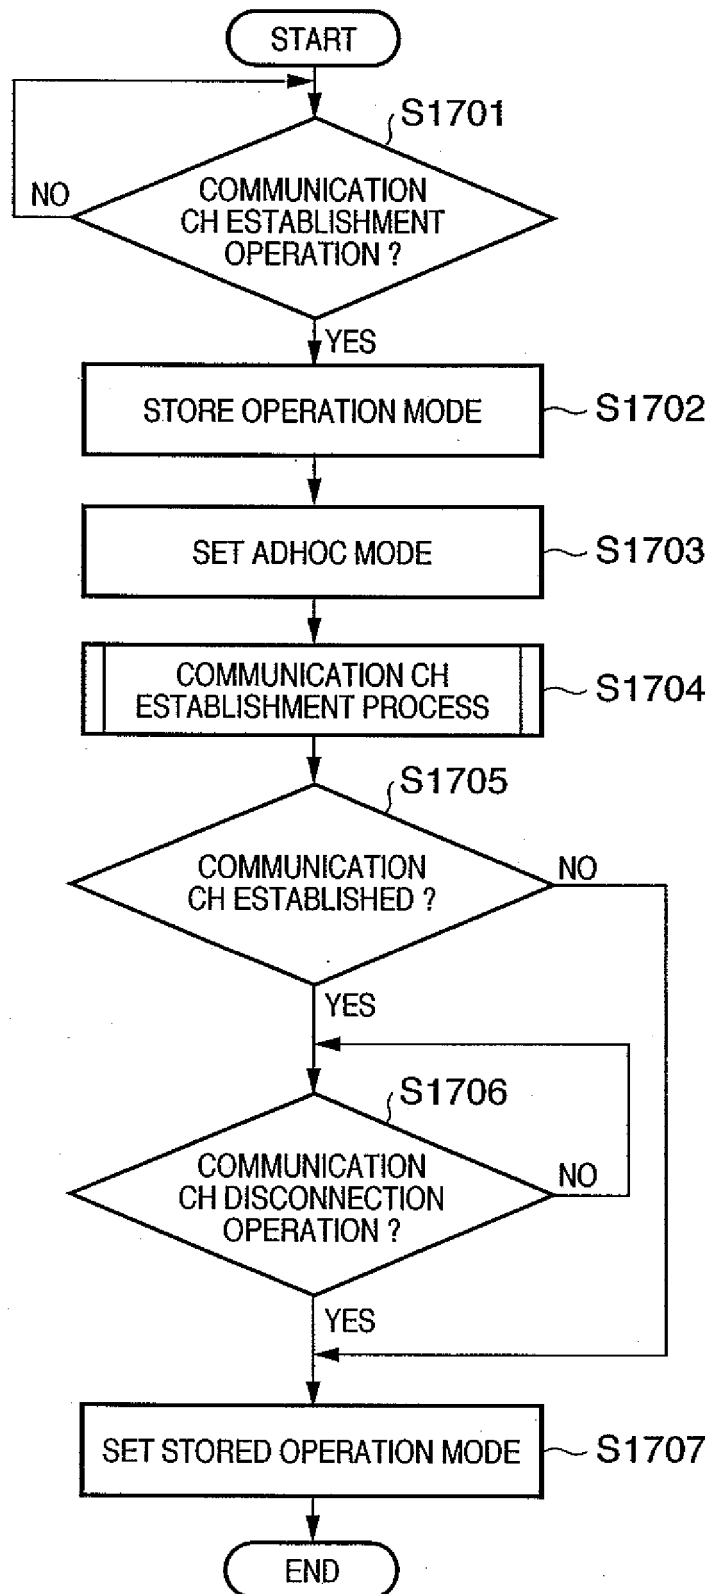 START
S1701
COMMUNICATION
CH ESTABLISHMENT
OPERATION ?
NO
YES
STORE OPERATION MODE
S1702
SET ADHOC MODE
S1703
COMMUNICATION CH
ESTABLISHMENT PROCESS
S1704
S1705
COMMUNICATION
CH ESTABLISHED ?
NO
YES
S1706
COMMUNICATION
CH DISCONNECTION
OPERATION ?
NO
YES
SET STORED OPERATION MODE
S1707
END